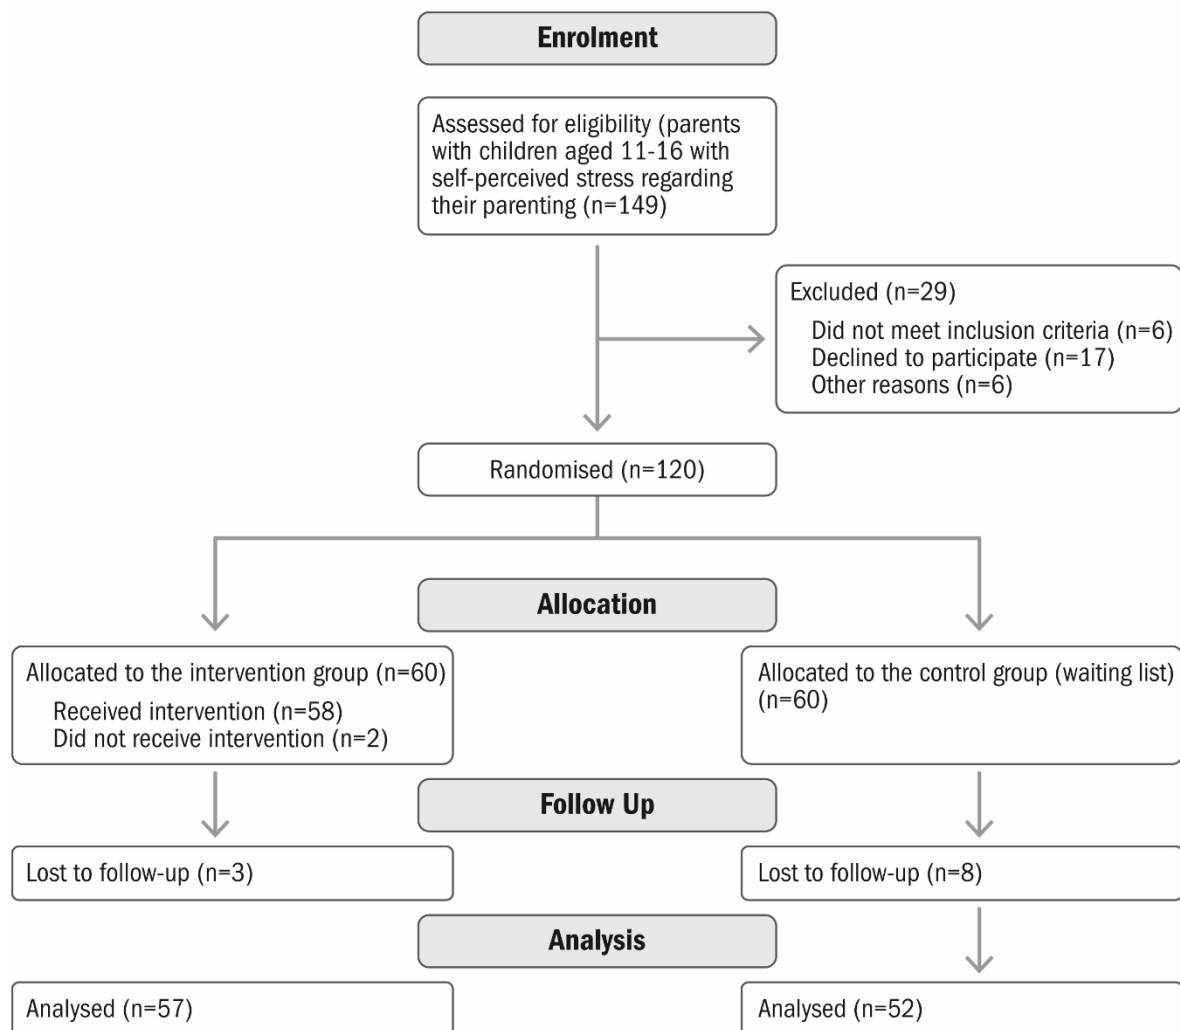 Enrolment
Assessed for eligibility (parents
with children aged 11-16 with
self-perceived stress regarding
their parenting (n=149)
Excluded (n=29)
Did not meet inclusion criteria (n=6)
Declined to participate (n=17)
Other reasons (n=6)
Randomised (n=120)
Allocation
Allocated to the intervention group (n=60)
Received intervention (n=58)
Did not receive intervention (n=2)
Allocated to the control group (waiting list)
(n=60)
Follow Up
Lost to follow-up (n=3)
Lost to follow-up (n=8)
Analysis
Analysed (n=57)
Analysed (n=52)